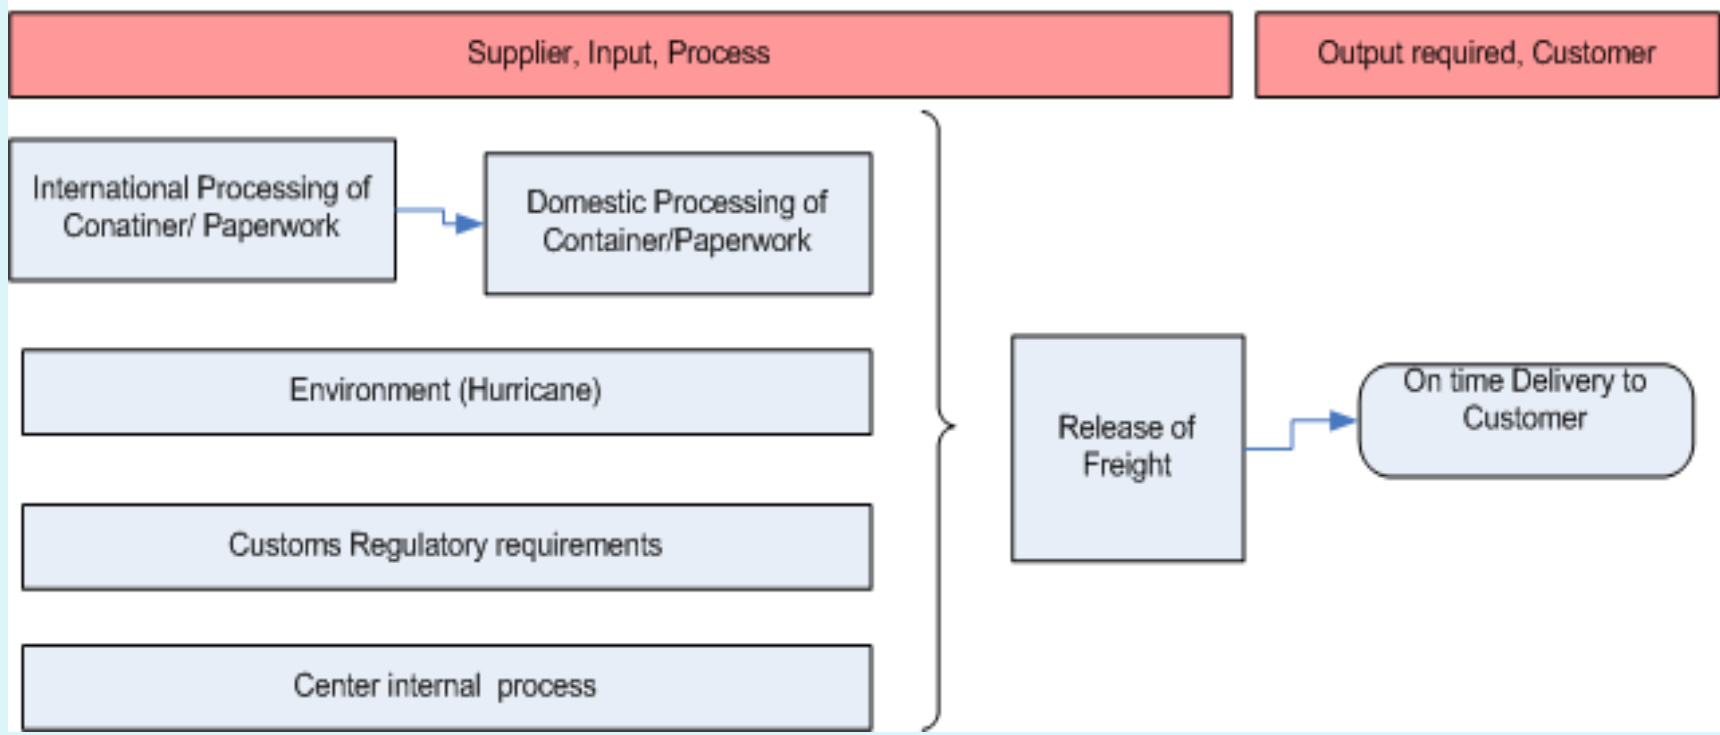 Supplier, Input, Process
Output required, Customer
International Processing of
Conatiner/ Paperwork
Domestic Processing of
Container/Paperwork
Environment (Hurricane)
Customs Regulatory requirements
Center internal process
Release of
Freight
On time Delivery to
Customer